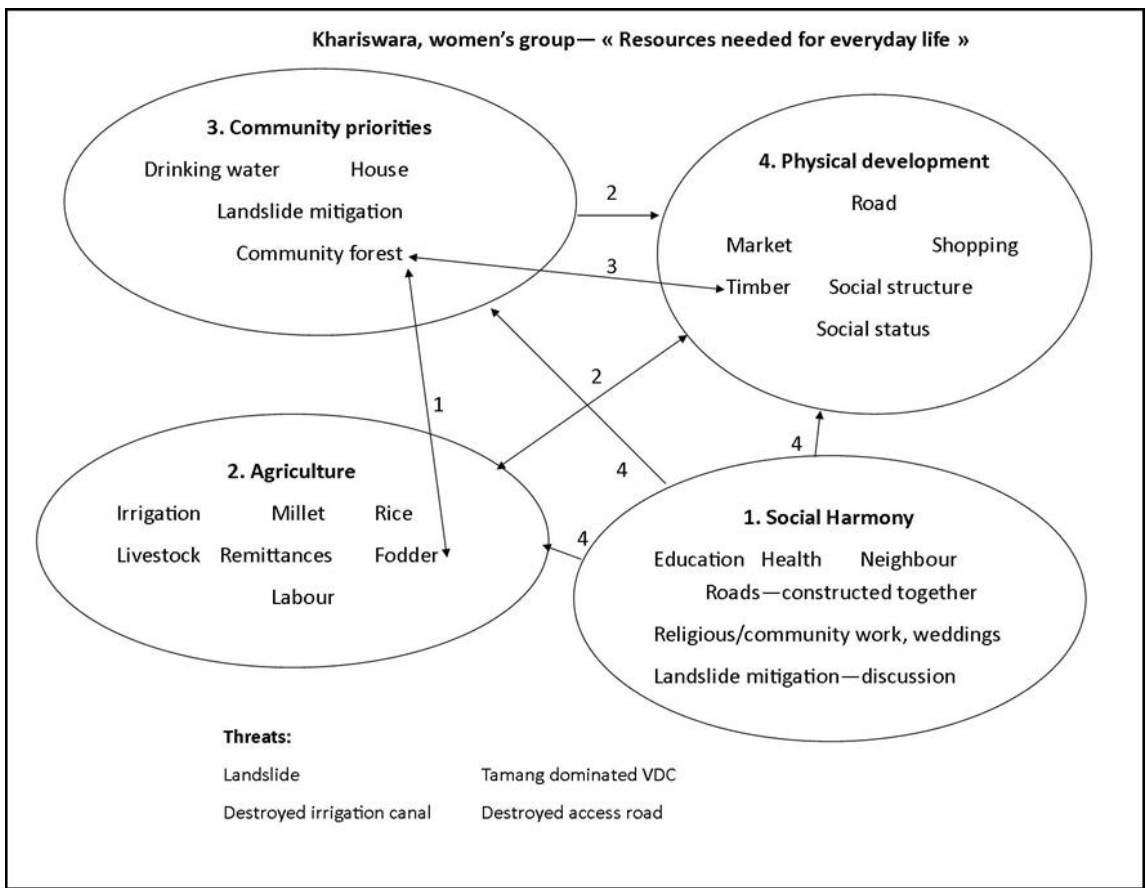 Khariswara, women's group— « Resources needed for everyday life »
3. Community priorities
Drinking water House
Landslide mitigation
Community forest
2
3
4. Physical development
Road
Market Shopping
Timber Social structure
Social status
1
2
4
4
4
2. Agriculture
Irrigation Millet Rice
Livestock Remittances Fodder
Labour
1. Social Harmony
Education Health Neighbour
Roads—constructed together
Religious/community work, weddings
Landslide mitigation—discussion
Threats:
Landslide Tamang dominated VDC
Destroyed irrigation canal Destroyed access road